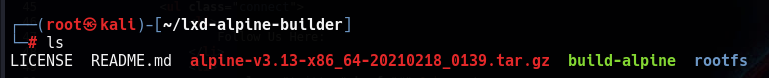 ┌──(root㉿kali)-[~/lxd-alpine-builder]
└─# ls
LICENSE README.md alpine-v3.13-x86_64-20210218_0139.tar.gz build-alpine rootfs